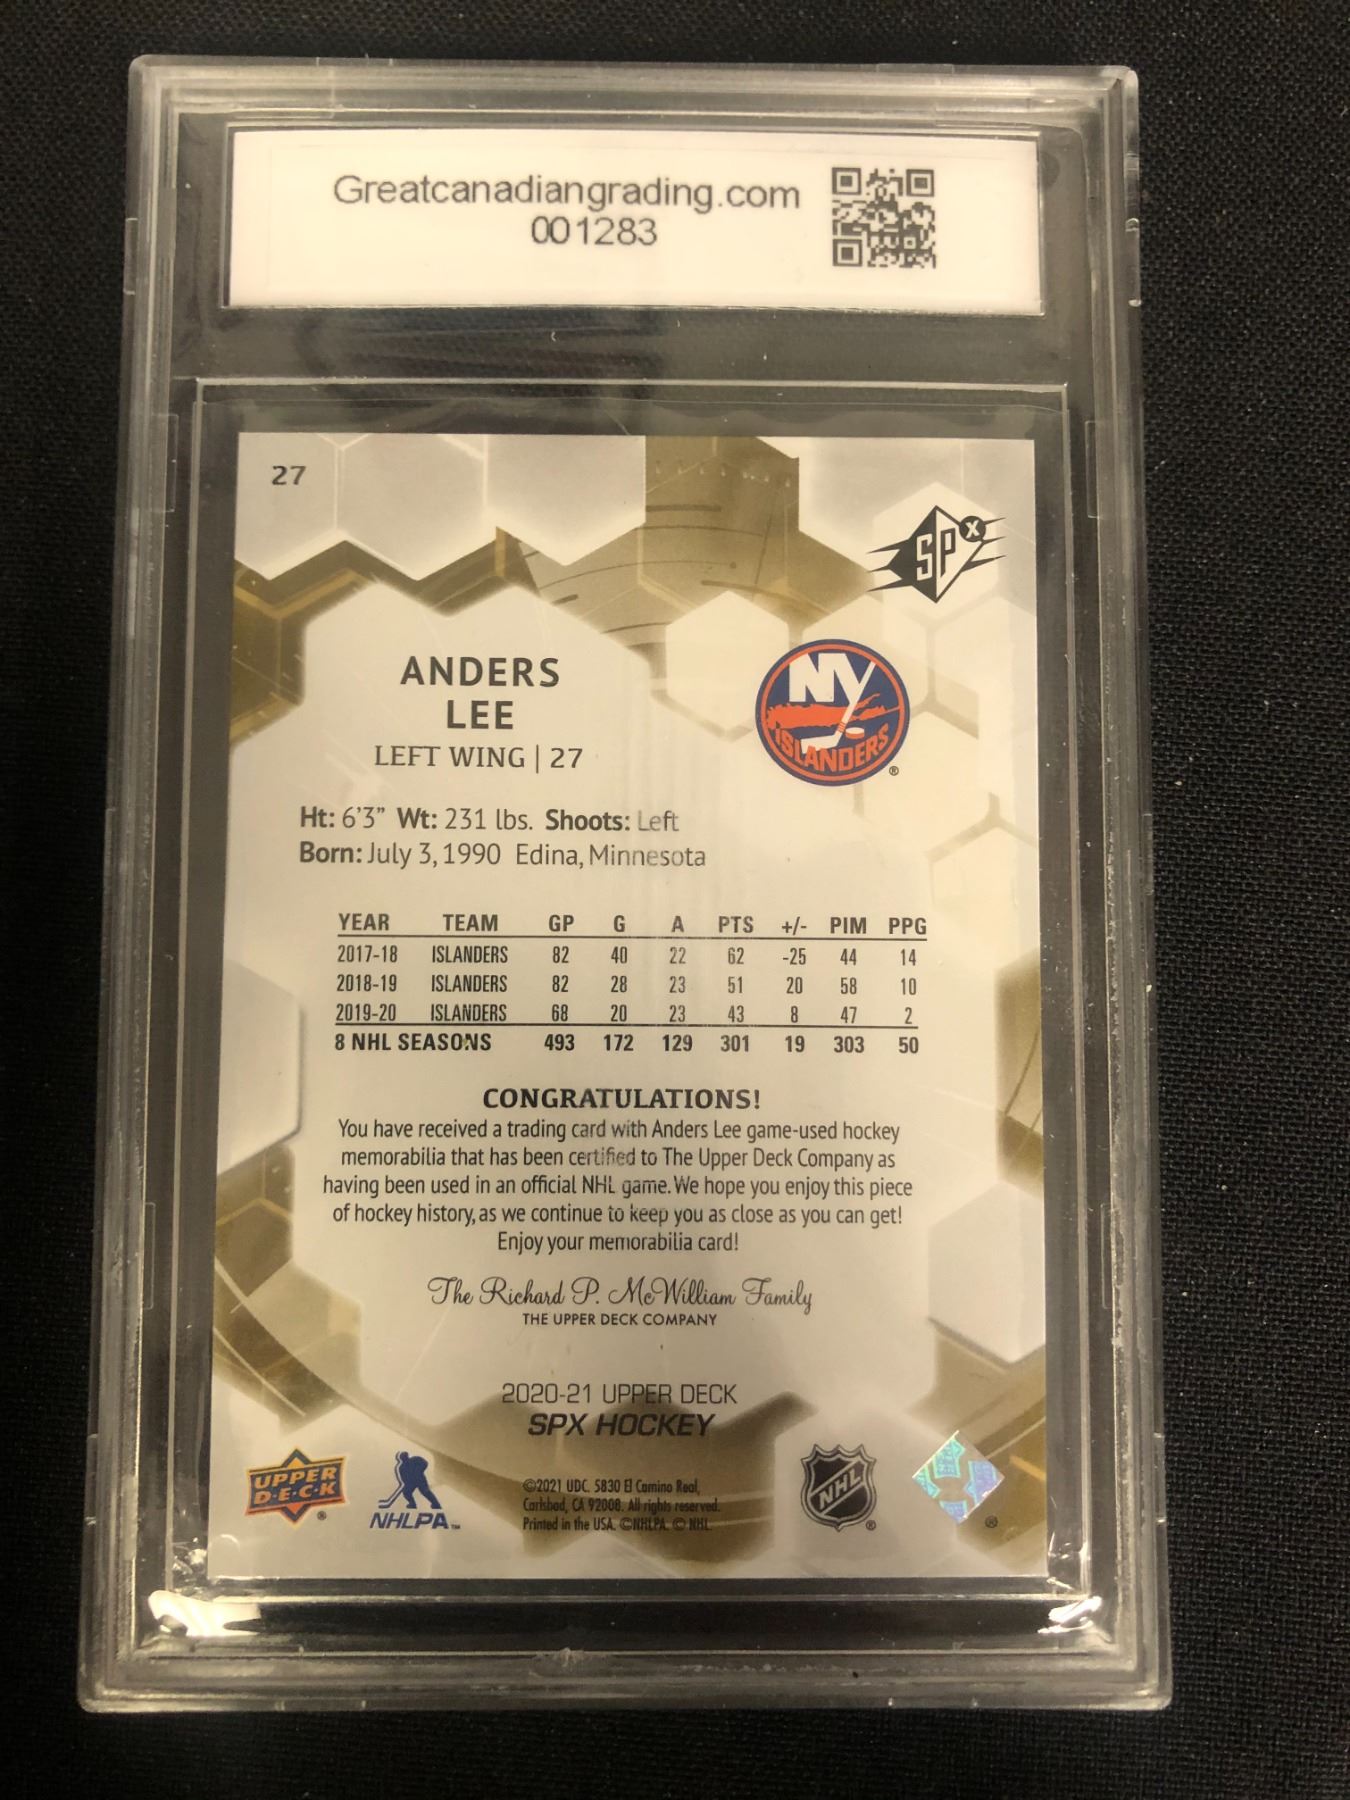 Greatcanadiangrading.com
001283
27
SPX
ANDERS
LEE
LEFT WING | 27
NY
ISLANDERS®
Ht: 6'3" Wt: 231 lbs. Shoots: Left
Born: July 3, 1990 Edina, Minnesota
YEAR TEAM GP G A PTS +/- PIM PPG
2017-18 ISLANDERS 82 40 22 62 -25 44 14
2018-19 ISLANDERS 82 28 23 51 20 58 10
2019-20 ISLANDERS 68 20 23 43 8 47 2
8 NHL SEASONS 493 172 129 301 19 303 50
CONGRATULATIONS!
You have received a trading card with Anders Lee game-used hockey
memorabilia that has been certified to The Upper Deck Company as
having been used in an official NHL game. We hope you enjoy this piece
of hockey history, as we continue to keep you as close as you can get!
Enjoy your memorabilia card!
The Richard P. McWilliam Family
THE UPPER DECK COMPANY
2020-21 UPPER DECK
SPX HOCKEY
UPPER
D·E·C·K®
NHLPA™
©2021 UDC. 5830 El Camino Real,
Carlsbad, CA 92008. All rights reserved.
Printed in the USA. ©NHLPA. © NHL.
NHL®
®